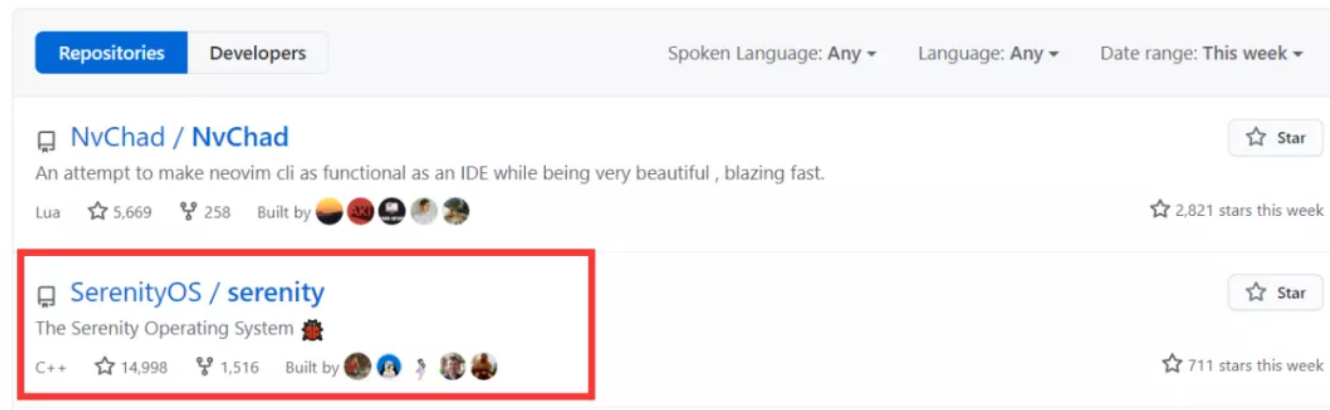 Repositories Developers Spoken Language: Any Language: Any Date range: This week
NvChad / NvChad Star
An attempt to make neovim cli as functional as an IDE while being very beautiful , blazing fast.
Lua 5,669 258 Built by 2,821 stars this week
SerenityOS / serenity Star
The Serenity Operating System 🐞
C++ 14,998 1,516 Built by 711 stars this week